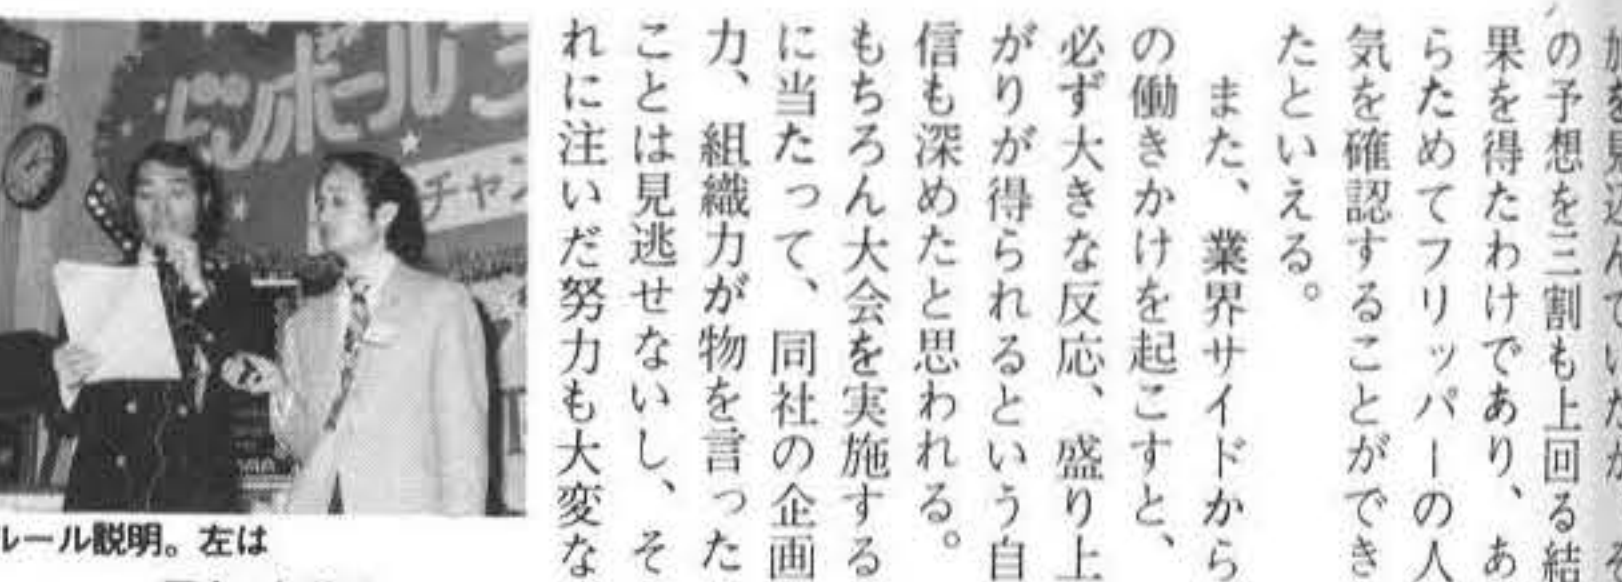 の予想を三割も上回る結
果を得たわけであり、あ
らためてフリッパーの人
気を確認することができ
たといえる。
また、業界サイドから
の働きかけを起こすと、
必ず大きな反応、盛り上
がりが得られるという自
信も深めたと思われる。
もちろん大会を実施する
に当たって、同社の企画
力、組織力が物を言った
ことは見逃せないし、そ
れに注いだ努力も大変な
ピンボール
チャン
ルール説明。左は